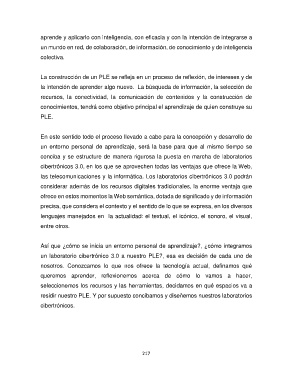 aprende y aplicarlo con inteligencia, con eficacia y con la intención de integrarse a
un mundo en red, de colaboración, de información, de conocimiento y de inteligencia
colectiva.
La construcción de un PLE se refleja en un proceso de reflexión, de intereses y de
la intención de aprender algo nuevo. La búsqueda de información, la selección de
recursos, la conectividad, la comunicación de contenidos y la construcción de
conocimientos, tendrá como objetivo principal el aprendizaje de quien construye su
PLE.
En este sentido todo el proceso llevado a cabo para la concepción y desarrollo de
un entorno personal de aprendizaje, será la base para que al mismo tiempo se
conciba y se estructure de manera rigurosa la puesta en marcha de laboratorios
cibertrónicos 3.0, en los que se aprovechen todas las ventajas que ofrece la Web,
las telecomunicaciones y la informática. Los laboratorios cibertrónicos 3.0 podrán
considerar además de los recursos digitales tradicionales, la enorme ventaja que
ofrece en estos momentos la Web semántica, dotada de significado y de información
precisa, que considera el contexto y el sentido de lo que se expresa, en los diversos
lenguajes manejados en la actualidad: el textual, el icónico, el sonoro, el visual,
entre otros.
Así que ¿cómo se inicia un entorno personal de aprendizaje?, ¿cómo integramos
un laboratorio cibertrónico 3.0 a nuestro PLE?, esa es decisión de cada uno de
nosotros. Conozcamos lo que nos ofrece la tecnología actual, definamos qué
queremos aprender, reflexionemos acerca de cómo lo vamos a hacer,
seleccionemos los recursos y las herramientas, decidamos en qué espacios va a
residir nuestro PLE. Y por supuesto concibamos y diseñemos nuestros laboratorios
cibertrónicos.
217